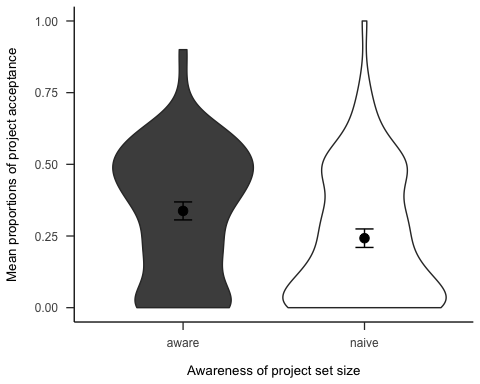 Mean proportions of project acceptance
1.00
0.75
0.50
0.25
0.00
aware
naive
Awareness of project set size